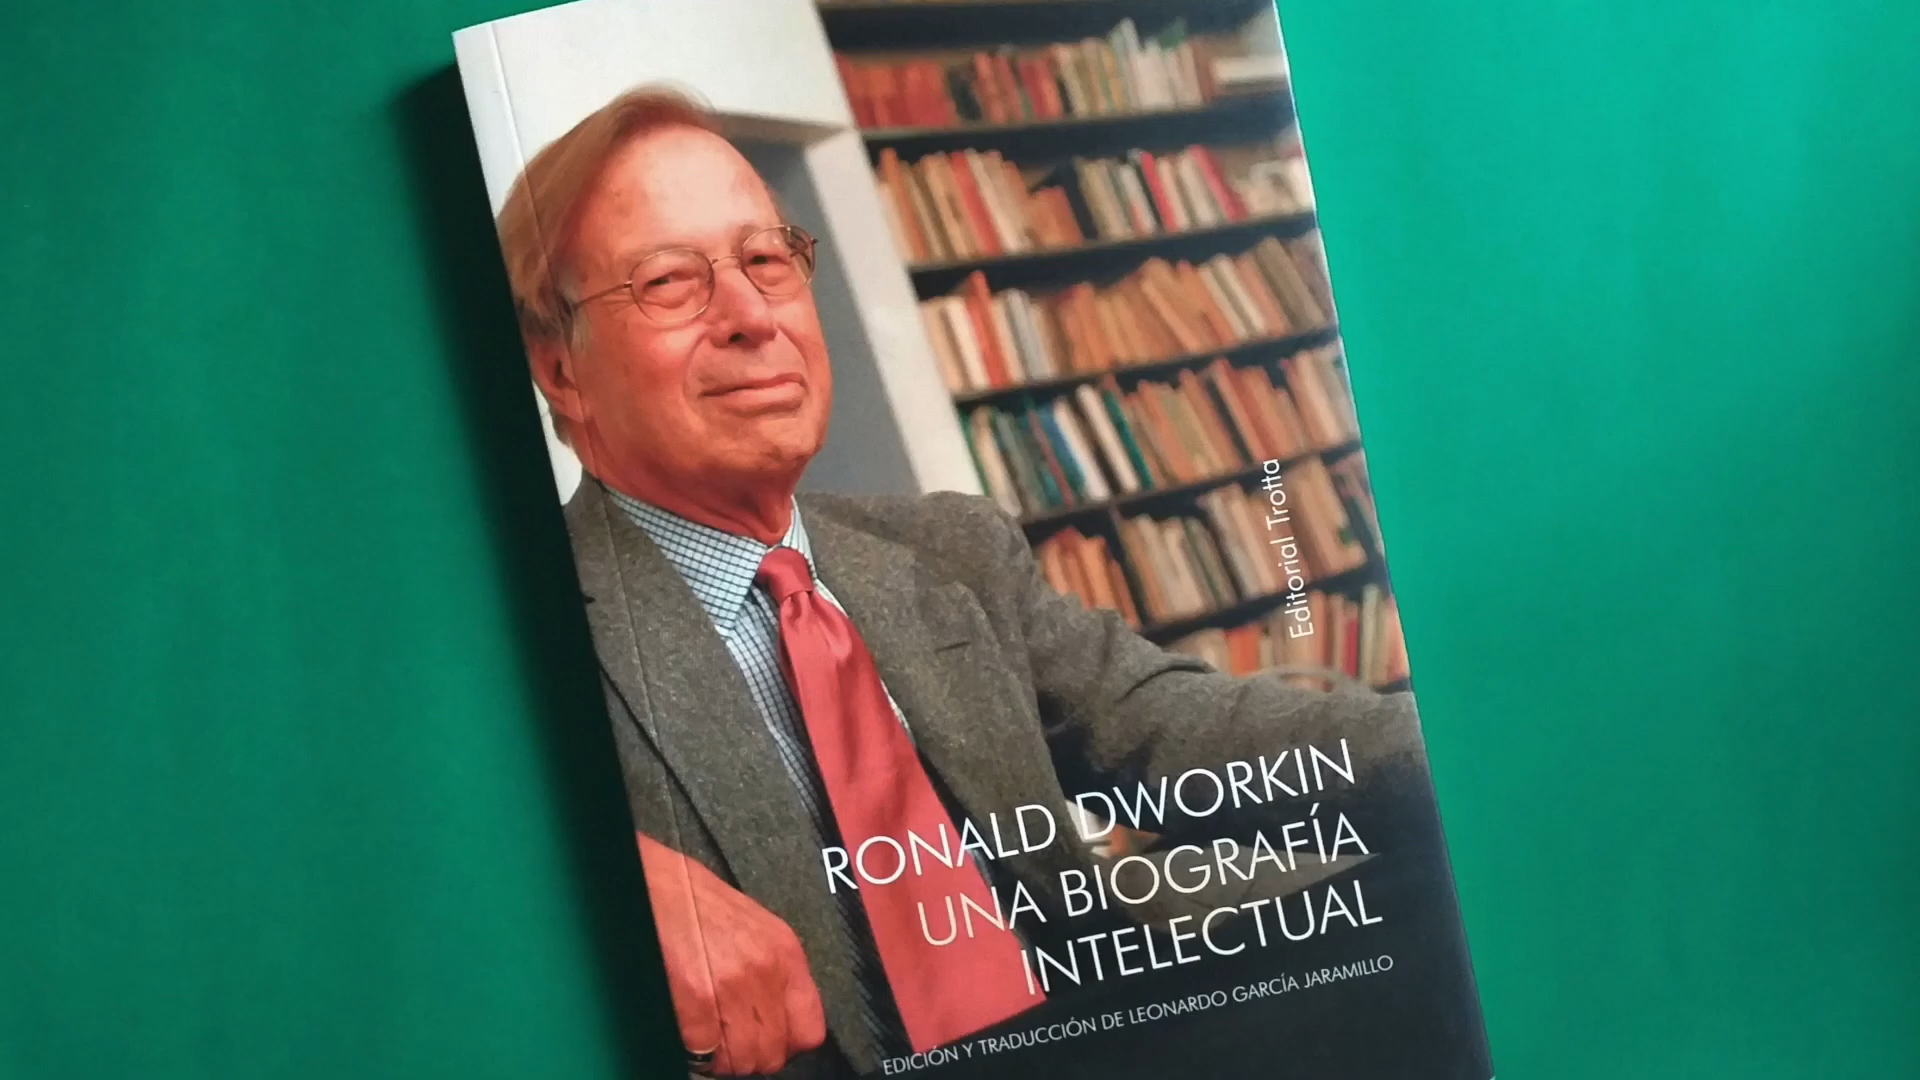 Editorial Trotta
RONALD DWORKIN
UNA BIOGRAFÍA
INTELECTUAL
EDICIÓN Y TRADUCCIÓN DE LEONARDO GARCÍA JARAMILLO